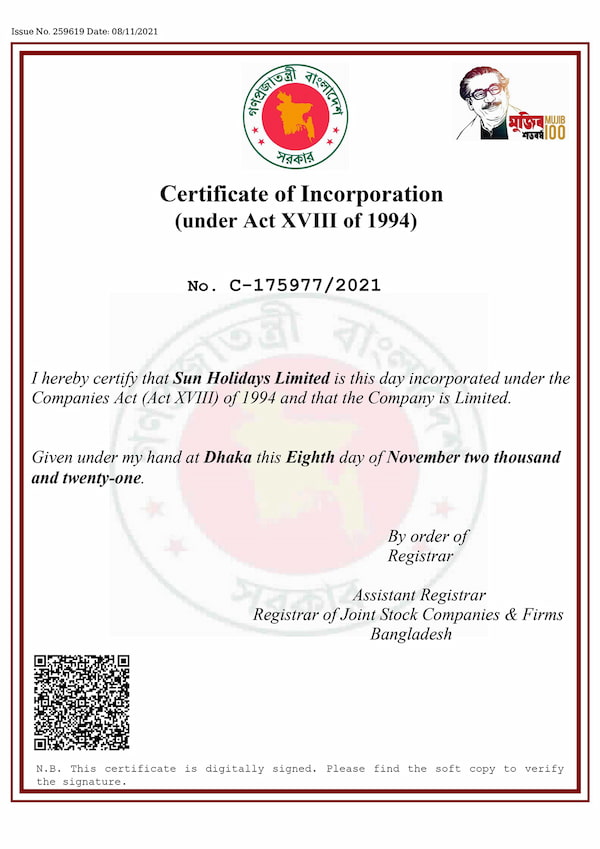 Issue No. 259619 Date: 08/11/2021
গণপ্রজাতন্ত্রী বাংলাদেশ
সরকার
মুজিব
শতবর্ষ
MUJIB
100
Certificate of Incorporation
(under Act XVIII of 1994)
No. C-175977/2021
গণপ্রজাতন্ত্রী বাংলাদেশ
I hereby certify that Sun Holidays Limited is this day incorporated under the
Companies Act (Act XVIII) of 1994 and that the Company is Limited.
Given under my hand at Dhaka this Eighth day of November two thousand
and twenty-one.
By order of
Registrar
Assistant Registrar
Registrar of Joint Stock Companies & Firms
Bangladesh
সরকার
N.B. This certificate is digitally signed. Please find the soft copy to verify
the signature.